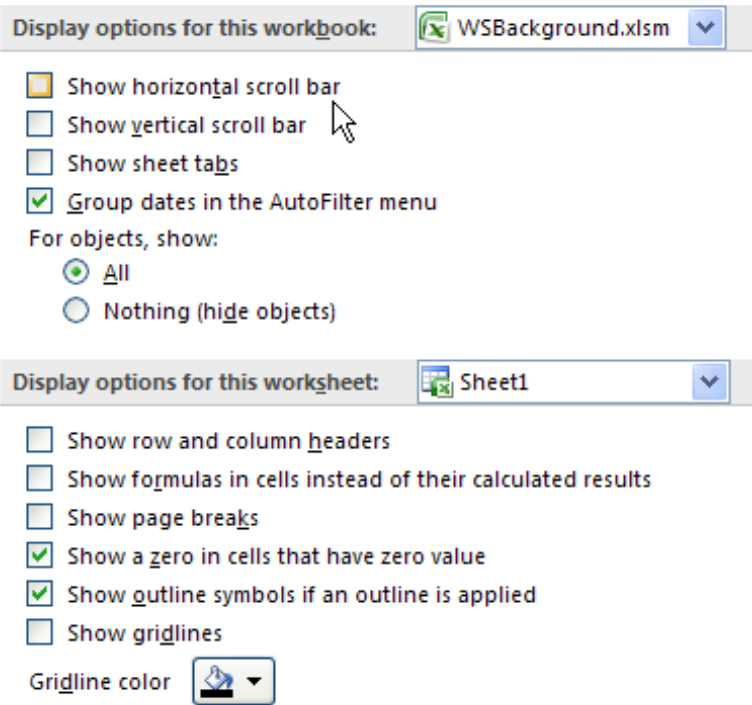 Display options for this workbook: WSBackground.xlsm
Show horizontal scroll bar
Show vertical scroll bar
Show sheet tabs
Group dates in the AutoFilter menu
For objects, show:
All
Nothing (hide objects)
Display options for this worksheet: Sheet1
Show row and column headers
Show formulas in cells instead of their calculated results
Show page breaks
Show a zero in cells that have zero value
Show outline symbols if an outline is applied
Show gridlines
Gridline color